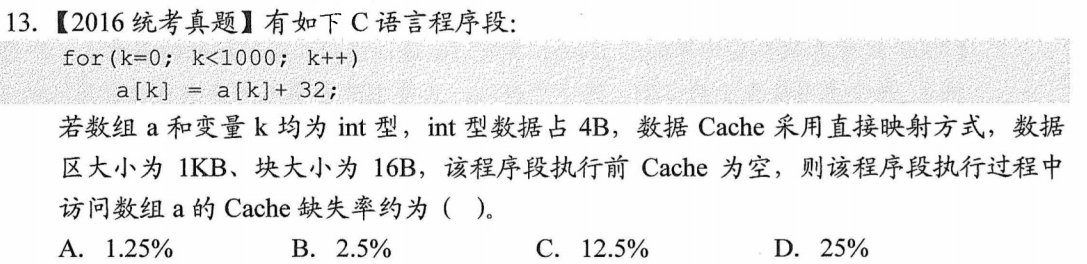 13.【2016 统考真题】有如下 C 语言程序段:
for(k=0; k<1000; k++)
a[k] = a[k]+ 32;
若数组 a 和变量 k 均为 int 型，int 型数据占 4B，数据 Cache 采用直接映射方式，数据
区大小为 1KB、块大小为 16B，该程序段执行前 Cache 为空，则该程序段执行过程中
访问数组 a 的 Cache 缺失率约为（ ）。
A. 1.25% B. 2.5% C. 12.5% D. 25%